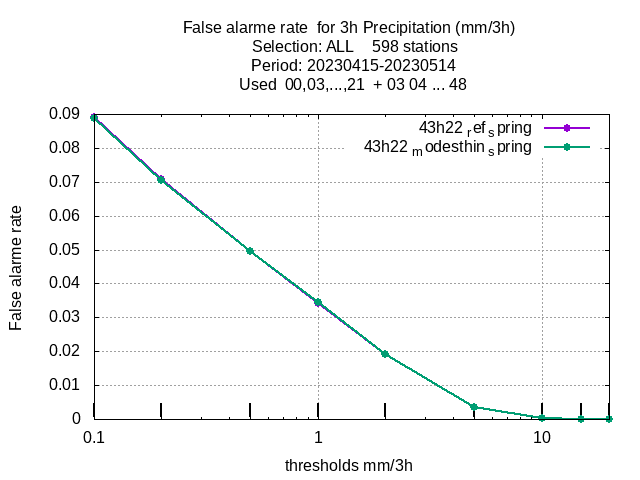 False alarme rate  for 3h Precipitation (mm/3h)
Selection: ALL    598 stations
Period: 20230415-20230514
Used  00,03,...,21  + 03 04 ... 48
43h22 ref spring
43h22 modesthin spring
0.09
0.08
0.07
0.06
0.05
0.04
0.03
0.02
0.01
0
False alarme rate
0.1 1 10
thresholds mm/3h